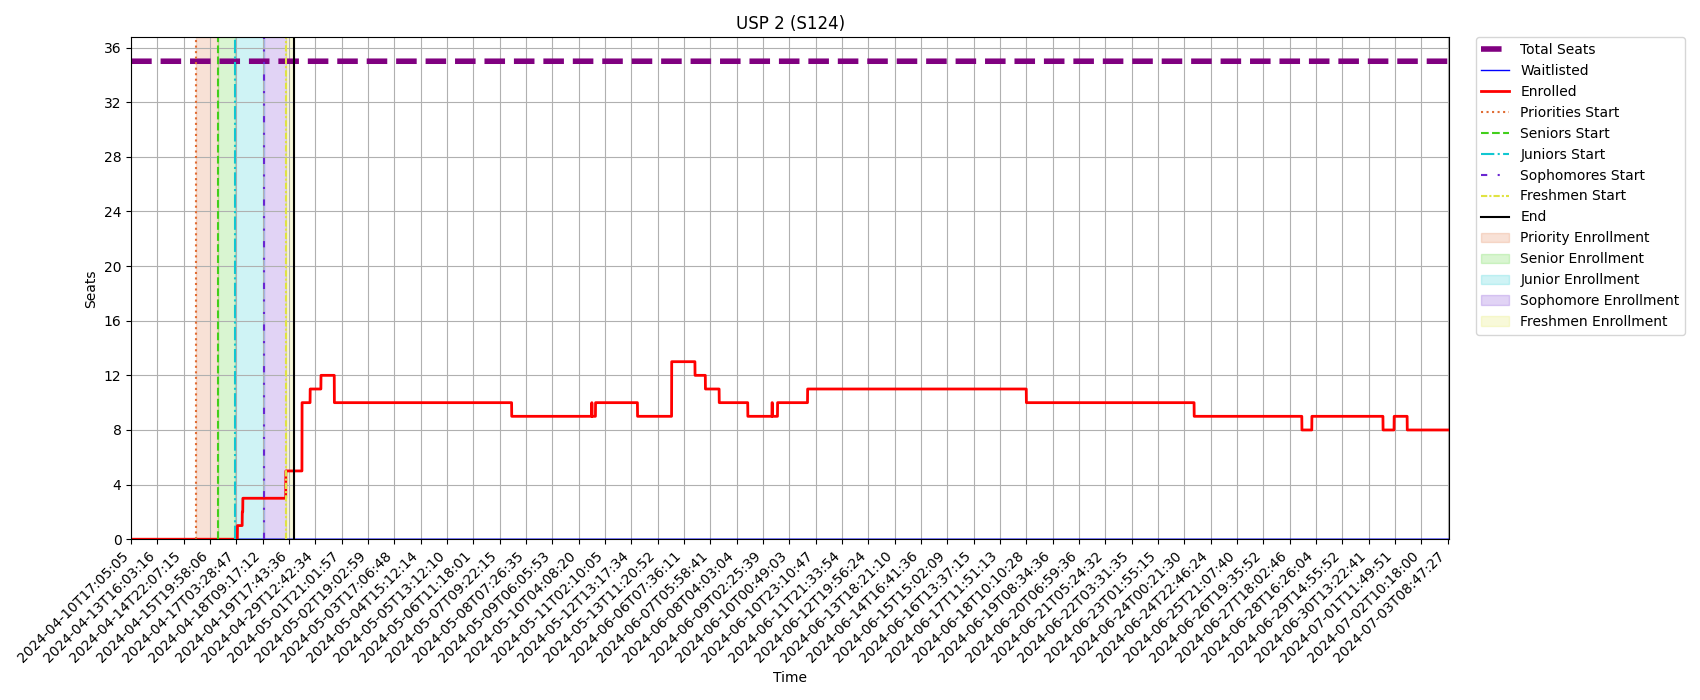 USP 2 (S124)
Seats
36
32
28
24
20
16
12
8
4
0
2024-04-10T17:05:05
2024-04-13T16:03:16
2024-04-14T22:07:15
2024-04-15T19:58:06
2024-04-17T03:28:47
2024-04-18T09:17:12
2024-04-19T17:43:36
2024-04-29T12:42:34
2024-05-01T21:01:57
2024-05-02T19:02:59
2024-05-03T17:06:48
2024-05-04T15:12:14
2024-05-05T13:12:10
2024-05-06T11:18:01
2024-05-07T09:22:15
2024-05-08T07:26:35
2024-05-09T06:05:53
2024-05-10T04:08:20
2024-05-11T02:10:05
2024-05-12T13:17:34
2024-05-13T11:20:52
2024-06-06T07:36:11
2024-06-07T05:58:41
2024-06-08T04:03:04
2024-06-09T02:25:39
2024-06-10T00:49:03
2024-06-10T23:10:47
2024-06-11T21:33:54
2024-06-12T19:56:24
2024-06-13T18:21:10
2024-06-14T16:41:36
2024-06-15T15:02:09
2024-06-16T13:37:15
2024-06-17T11:51:13
2024-06-18T10:10:28
2024-06-19T08:34:36
2024-06-20T06:59:36
2024-06-21T05:24:32
2024-06-22T03:31:35
2024-06-23T01:55:15
2024-06-24T00:21:30
2024-06-24T22:46:24
2024-06-25T21:07:40
2024-06-26T19:35:52
2024-06-27T18:02:46
2024-06-28T16:26:04
2024-06-29T14:55:52
2024-06-30T13:22:41
2024-07-01T11:49:51
2024-07-02T10:18:00
2024-07-03T08:47:27
Time
Total Seats
Waitlisted
Enrolled
Priorities Start
Seniors Start
Juniors Start
Sophomores Start
Freshmen Start
End
Priority Enrollment
Senior Enrollment
Junior Enrollment
Sophomore Enrollment
Freshmen Enrollment